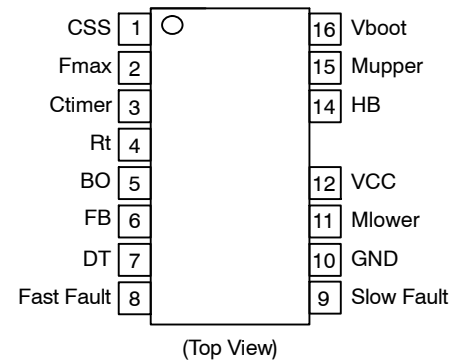 CSS 1 16 Vboot
Fmax 2 15 Mupper
Ctimer 3 14 HB
Rt 4
BO 5 12 VCC
FB 6 11 Mlower
DT 7 10 GND
Fast Fault 8 9 Slow Fault
(Top View)